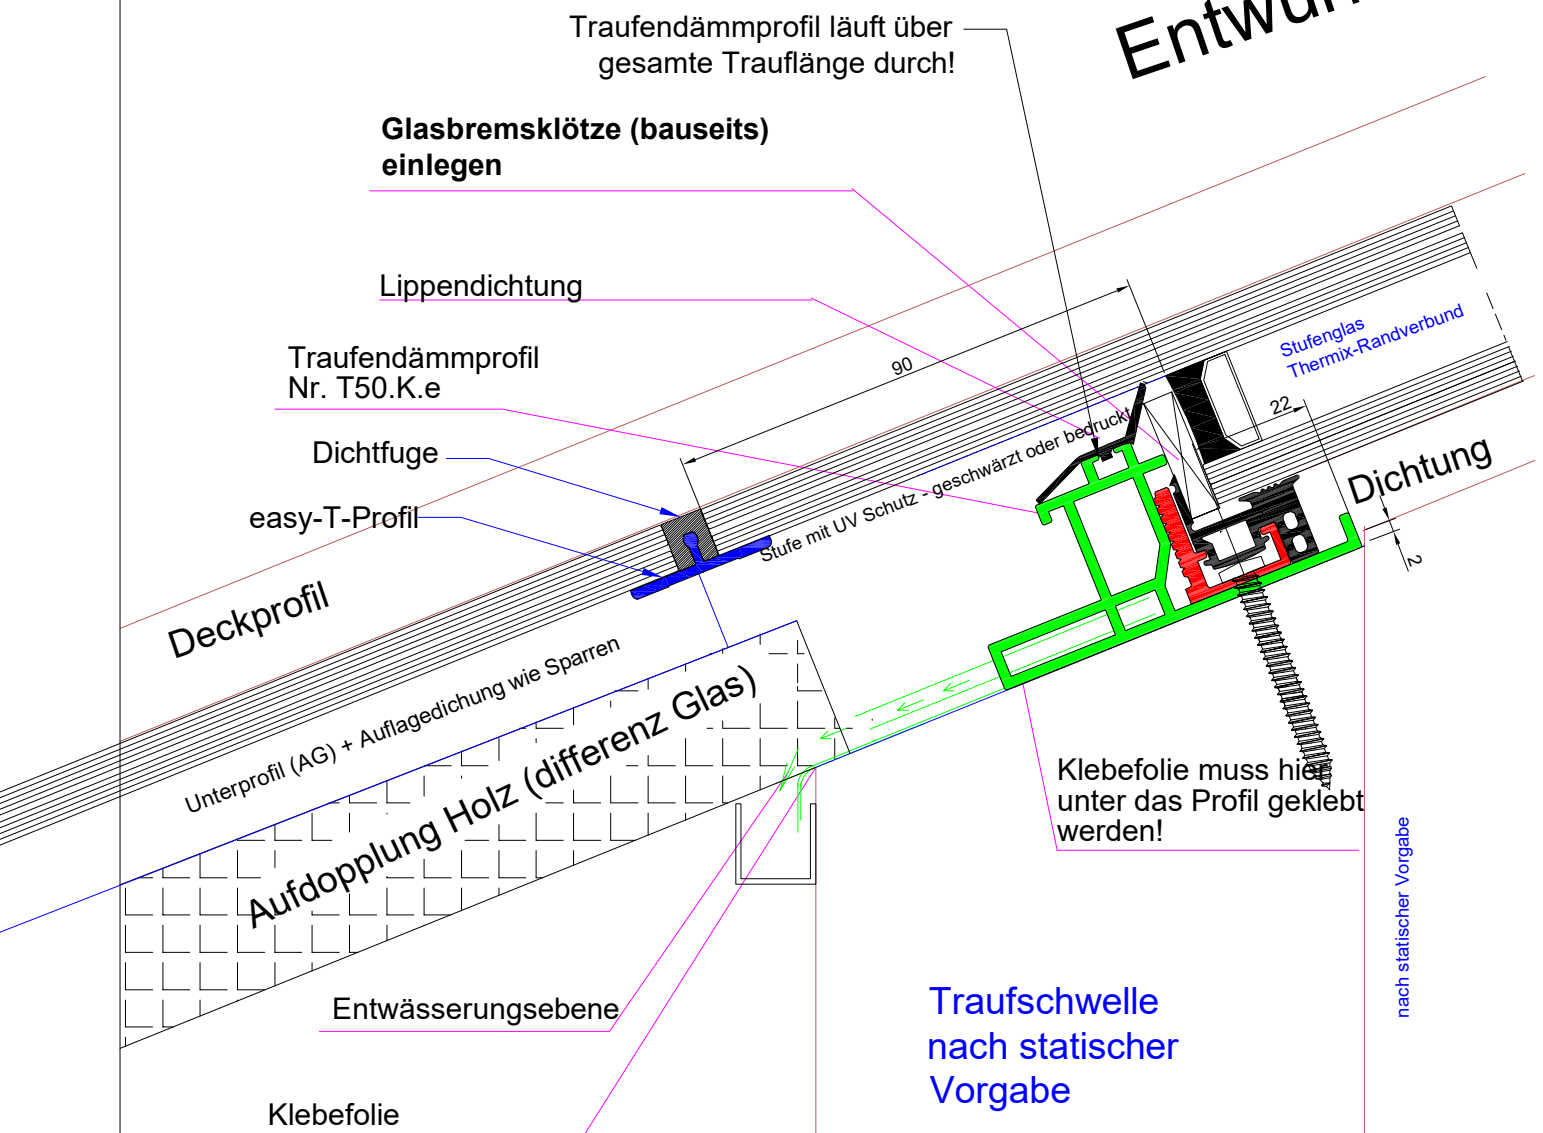 Traufendämmprofil läuft über
gesamte Trauflänge durch!
Glasbremsklötze (bauseits)
einlegen
Lippendichtung
Traufendämmprofil
Nr. T50.K.e
Dichtfuge
easy-T-Profil
90
Stufenglas
Thermix-Randverbund
22
Dichtung
2
Stufe mit UV Schutz - geschwärzt oder bedruckt
Deckprofil
Unterprofil (AG) + Auflagedichung wie Sparren
Aufdopplung Holz (differenz Glas)
Klebefolie muss hier
unter das Profil geklebt
werden!
nach statischer Vorgabe
Entwässerungsebene
Traufschwelle
nach statischer
Vorgabe
Klebefolie